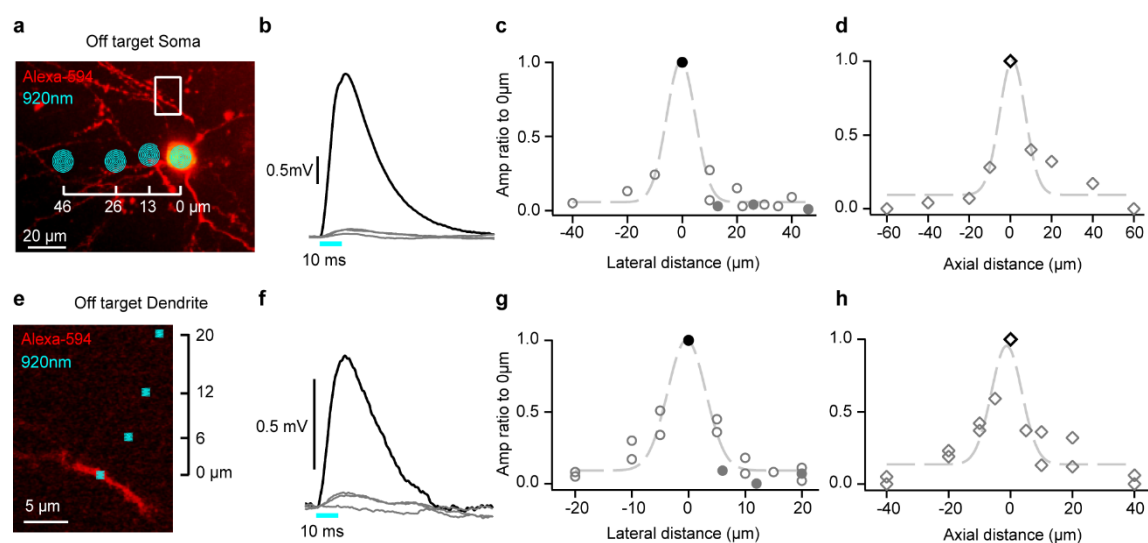 a
Off target Soma
Alexa-594
920nm
46 26 13 0 µm
20 µm
b
0.5mV
10 ms
c
Amp ratio to 0µm
1.0
0.5
0.0
-40 -20 0 20 40
Lateral distance (µm)
d
1.0
0.5
0.0
-60 -40 -20 0 20 40 60
Axial distance (µm)
e
Off target Dendrite
Alexa-594
920nm
20
12
6
0 µm
5 µm
f
0.5 mV
10 ms
g
Amp ratio to 0µm
1.0
0.5
0.0
-20 -10 0 10 20
Lateral distance (µm)
h
1.0
0.5
0.0
-40 -20 0 20 40
Axial distance (µm)